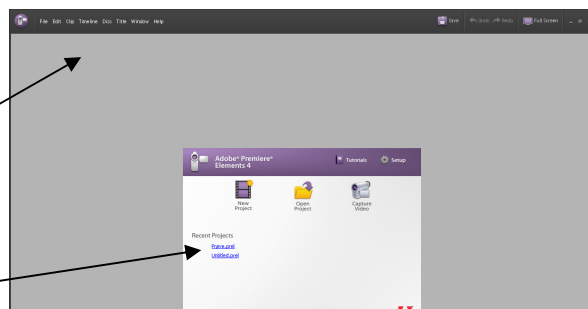 File Edit Clip Timeline Disc Title Window Help
Save Undo Redo Full Screen
Adobe® Premiere®
Elements 4
Tutorials Setup
New
Project
Open
Project
Capture
Video
Recent Projects
Prøve.prel
Untitled.prel